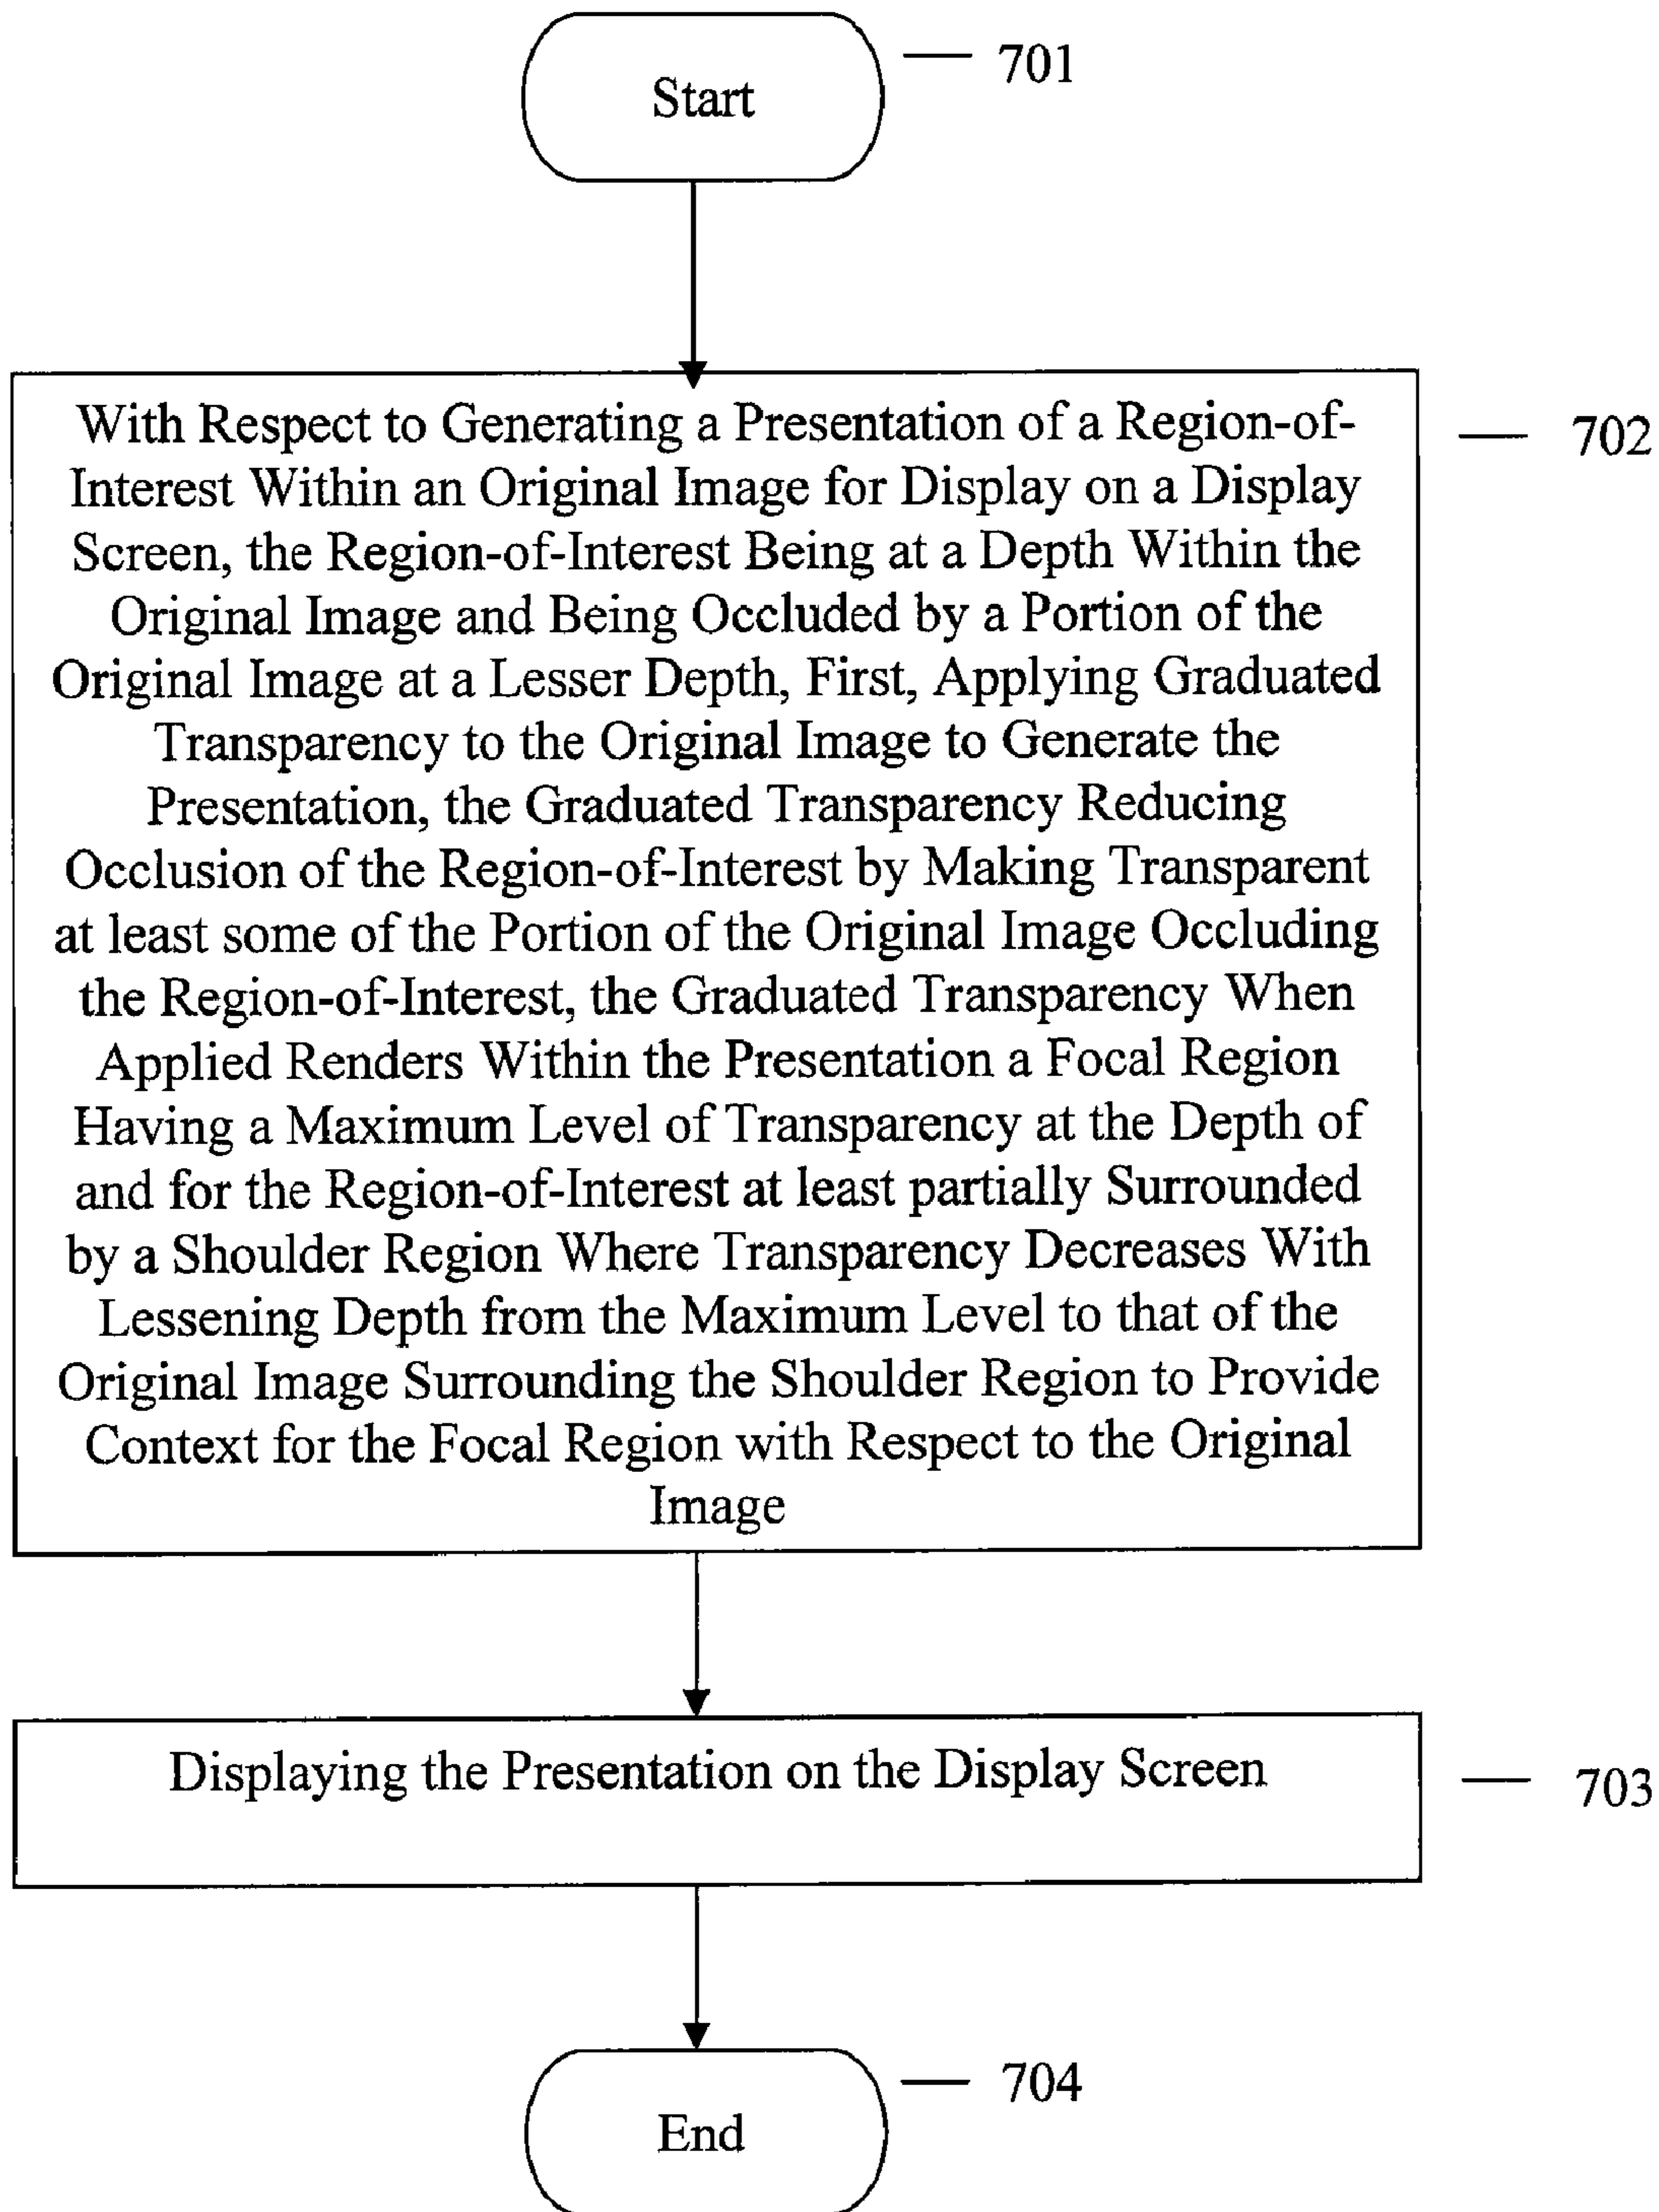 Start
701
With Respect to Generating a Presentation of a Region-of-
Interest Within an Original Image for Display on a Display
Screen, the Region-of-Interest Being at a Depth Within the
Original Image and Being Occluded by a Portion of the
Original Image at a Lesser Depth, First, Applying Graduated
Transparency to the Original Image to Generate the
Presentation, the Graduated Transparency Reducing
Occlusion of the Region-of-Interest by Making Transparent
at least some of the Portion of the Original Image Occluding
the Region-of-Interest, the Graduated Transparency When
Applied Renders Within the Presentation a Focal Region
Having a Maximum Level of Transparency at the Depth of
and for the Region-of-Interest at least partially Surrounded
by a Shoulder Region Where Transparency Decreases With
Lessening Depth from the Maximum Level to that of the
Original Image Surrounding the Shoulder Region to Provide
Context for the Focal Region with Respect to the Original
Image
702
Displaying the Presentation on the Display Screen
703
End
704